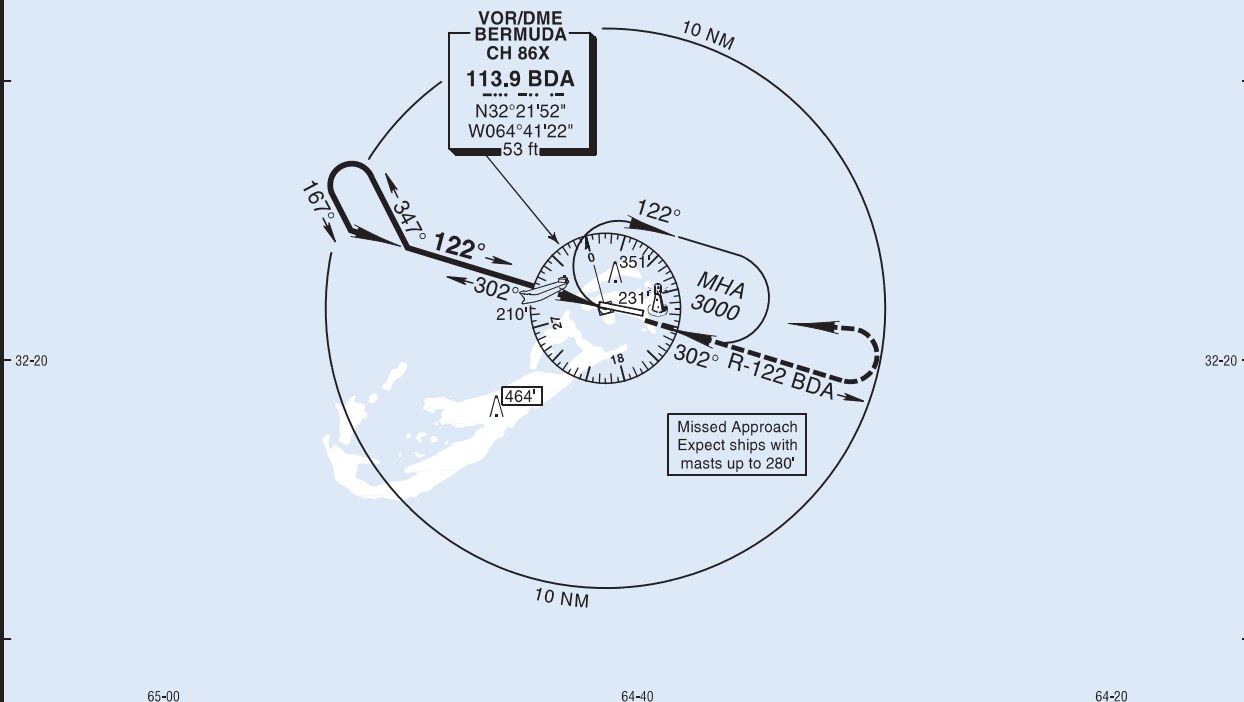 VOR/DME
BERMUDA
CH 86X
113.9 BDA
N32°21'52"
W064°41'22"
53 ft
10 NM
167°
347°
122°
302°
122°
MHA
3000
0
351'
231'
210'
27
18
302° R-122 BDA
32-20
32-20
464'
Missed Approach
Expect ships with
masts up to 280'
10 NM
65-00
64-40
64-20